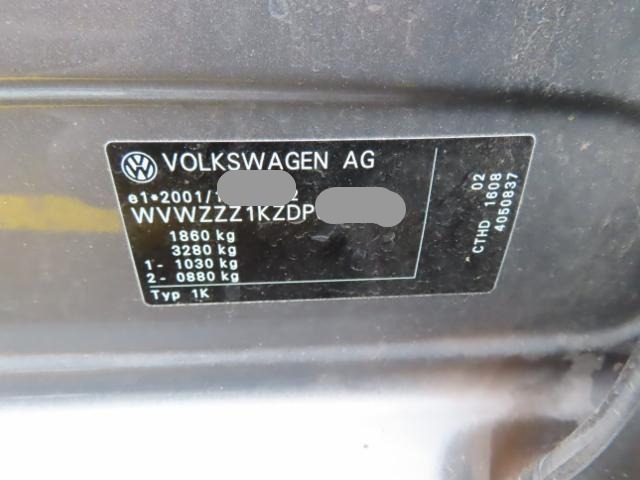 VOLKSWAGEN AG
e1*2001/1
WVWZZZ1KZDP
1860 kg
3280 kg
1- 1030 kg
2- 0880 kg
Typ 1K
02
CTHD 1608
4050837